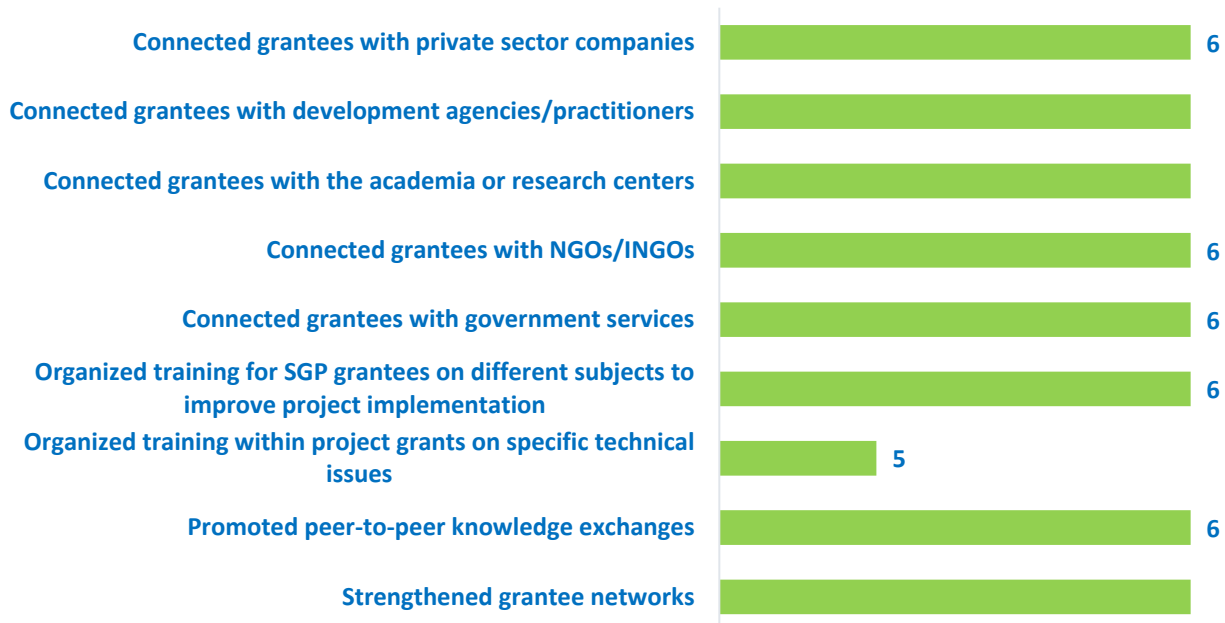 Connected grantees with private sector companies
6
Connected grantees with development agencies/practitioners
Connected grantees with the academia or research centers
Connected grantees with NGOs/INGOs
6
Connected grantees with government services
6
Organized training for SGP grantees on different subjects to
improve project implementation
6
Organized training within project grants on specific technical
issues
5
Promoted peer-to-peer knowledge exchanges
6
Strengthened grantee networks